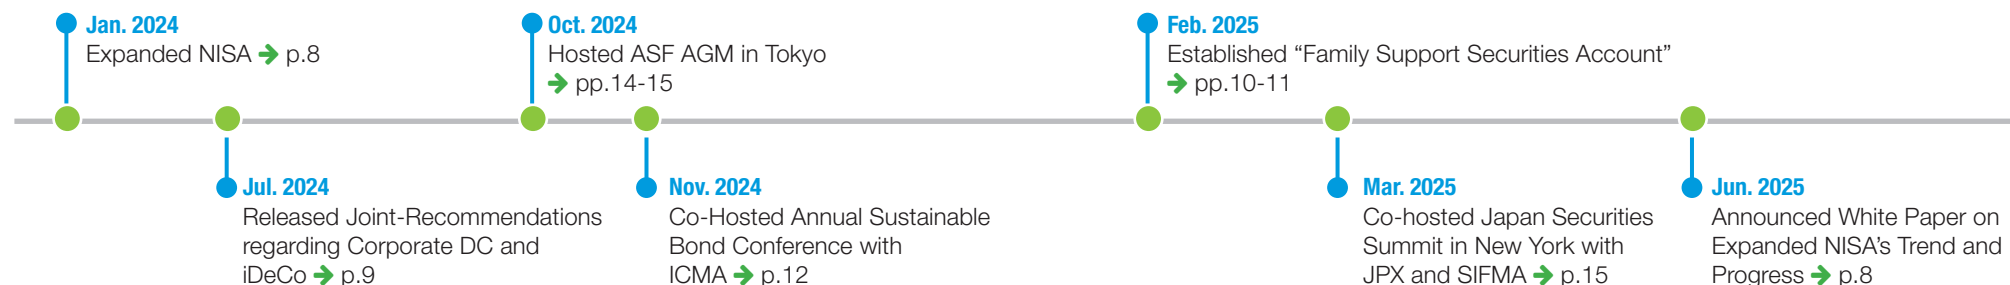 Jan. 2024
Expanded NISA ➔ p.8
Jul. 2024
Released Joint-Recommendations
regarding Corporate DC and
iDeCo ➔ p.9
Oct. 2024
Hosted ASF AGM in Tokyo
➔ pp.14-15
Nov. 2024
Co-Hosted Annual Sustainable
Bond Conference with
ICMA ➔ p.12
Feb. 2025
Established “Family Support Securities Account”
➔ pp.10-11
Mar. 2025
Co-hosted Japan Securities
Summit in New York with
JPX and SIFMA ➔ p.15
Jun. 2025
Announced White Paper on
Expanded NISA’s Trend and
Progress ➔ p.8